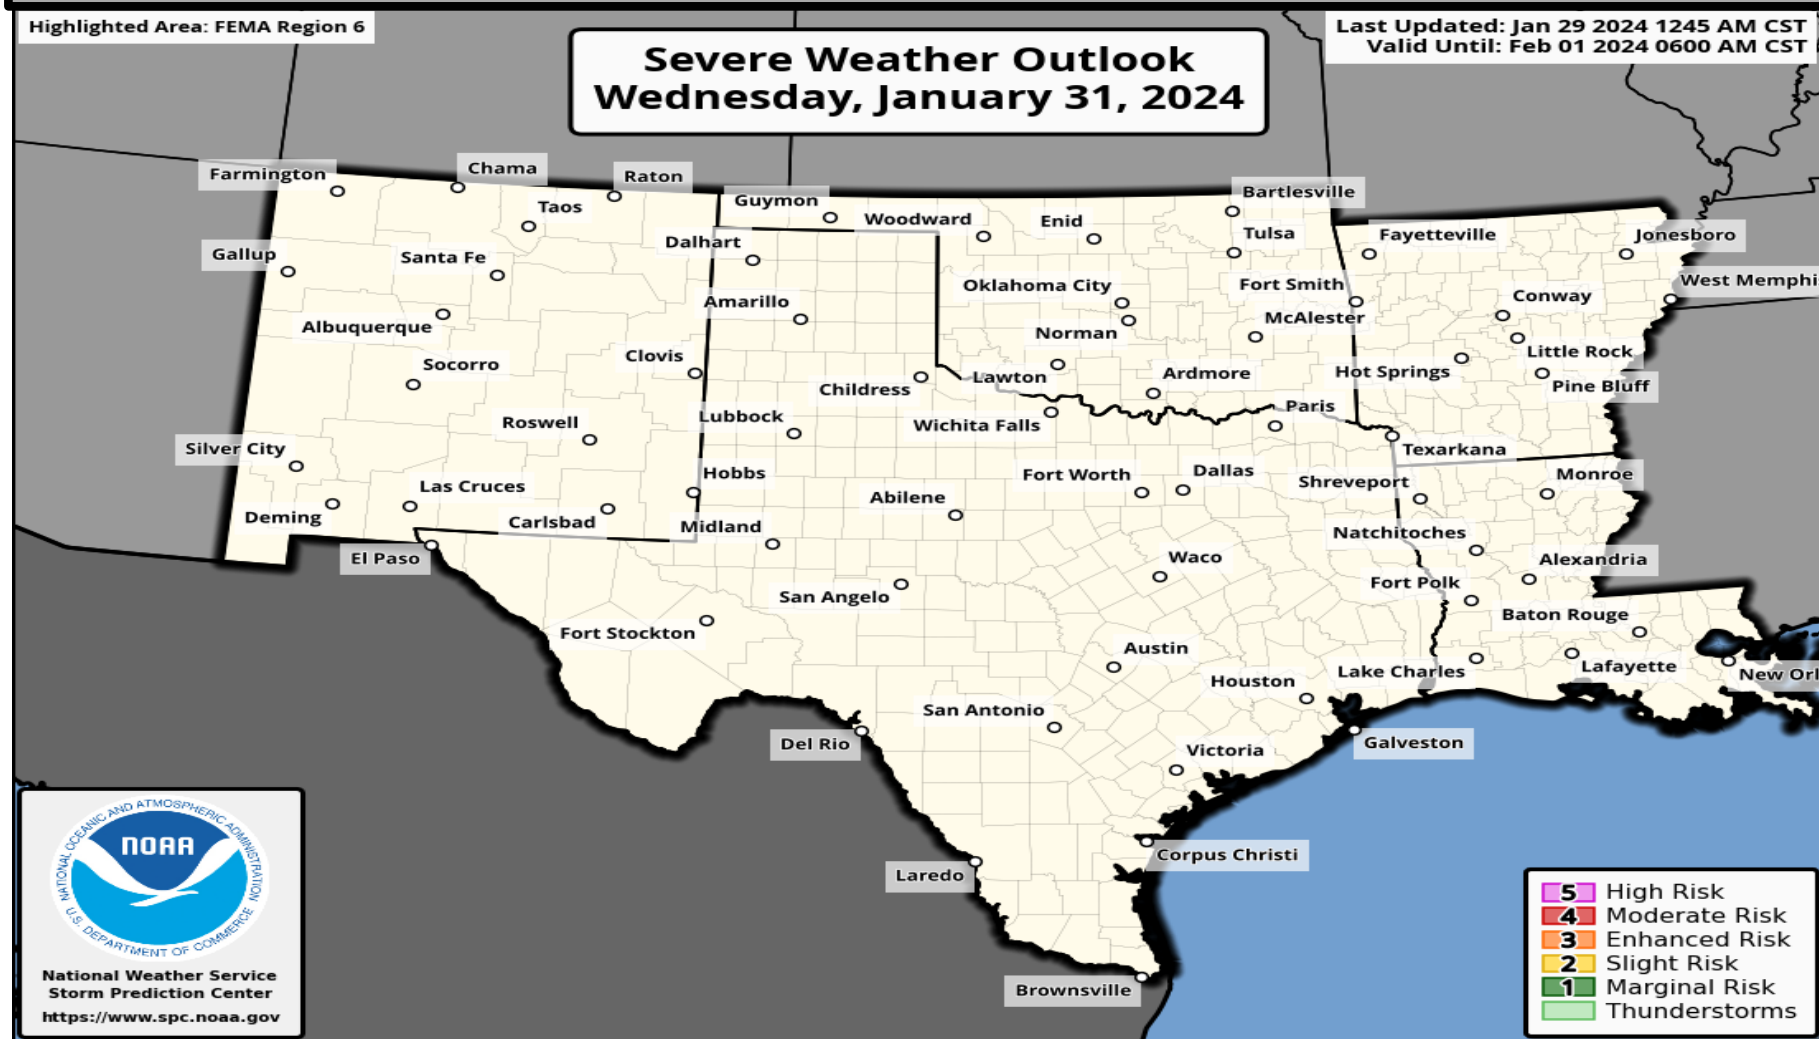 Highlighted Area: FEMA Region 6
Severe Weather Outlook
Wednesday, January 31, 2024
Last Updated: Jan 29 2024 1245 AM CST
Valid Until: Feb 01 2024 0600 AM CST
Farmington
Chama
Raton
Taos
Guymon
Woodward
Enid
Bartlesville
Tulsa
Fayetteville
Jonesboro
Gallup
Santa Fe
Dalhart
Oklahoma City
Fort Smith
Conway
West Memphi
Albuquerque
Amarillo
Norman
McAlester
Little Rock
Socorro
Clovis
Childress
Lawton
Ardmore
Hot Springs
Pine Bluff
Roswell
Lubbock
Wichita Falls
Paris
Texarkana
Silver City
Las Cruces
Hobbs
Abilene
Fort Worth
Dallas
Shreveport
Monroe
Deming
Carlsbad
Midland
Natchitoches
El Paso
San Angelo
Waco
Fort Polk
Alexandria
Fort Stockton
Austin
Baton Rouge
Houston
Lake Charles
Lafayette
New Orl
San Antonio
Del Rio
Victoria
Galveston
Laredo
Corpus Christi
Brownsville
NATIONAL OCEANIC AND ATMOSPHERIC ADMINISTRATION
NOAA
U.S. DEPARTMENT OF COMMERCE
National Weather Service
Storm Prediction Center
https://www.spc.noaa.gov
5 High Risk
4 Moderate Risk
3 Enhanced Risk
2 Slight Risk
1 Marginal Risk
Thunderstorms